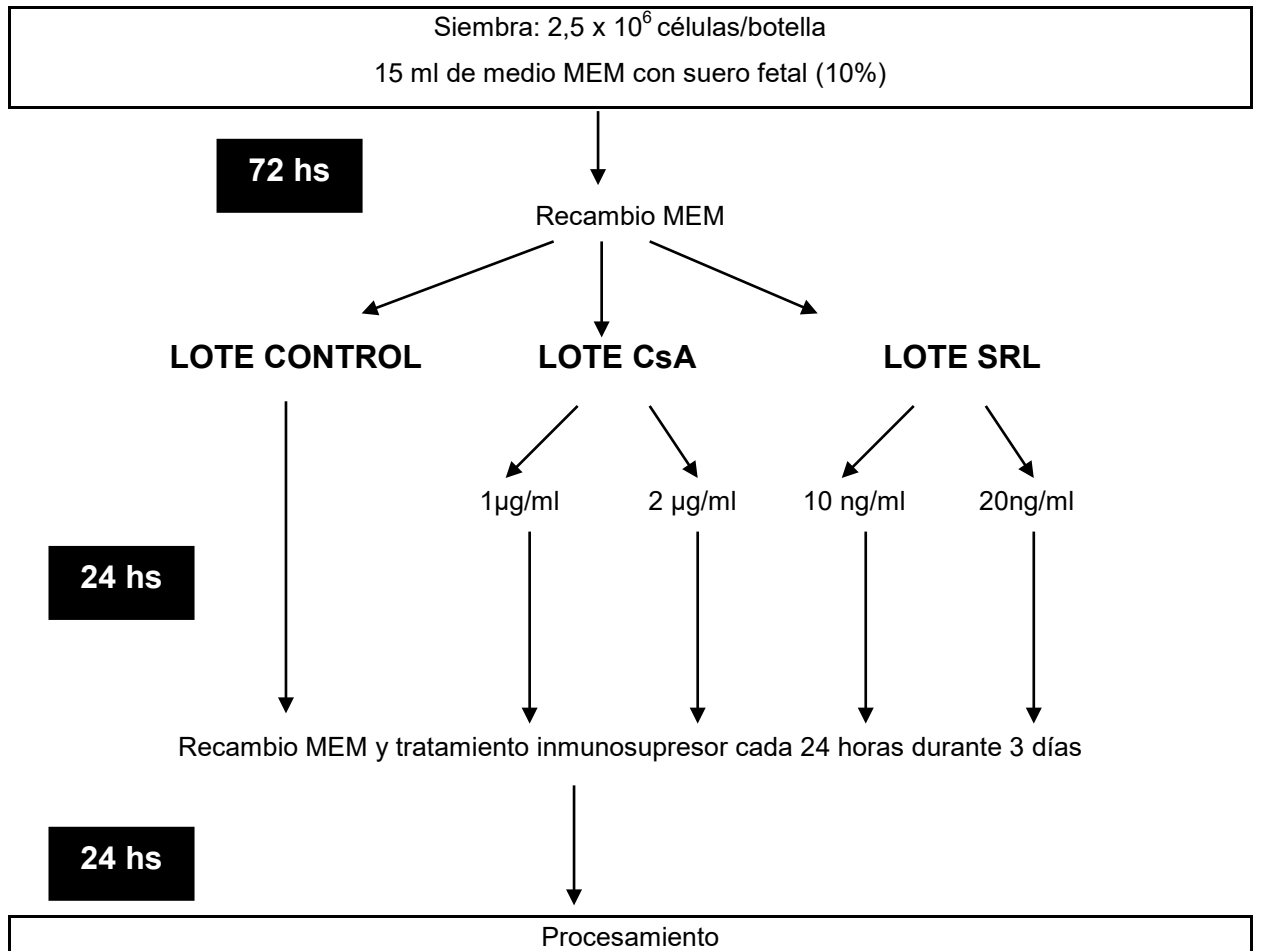 Siembra: 2,5 x 10⁶ células/botella
15 ml de medio MEM con suero fetal (10%)
72 hs
Recambio MEM
LOTE CONTROL LOTE CsA LOTE SRL
1µg/ml 2 µg/ml 10 ng/ml 20ng/ml
24 hs
Recambio MEM y tratamiento inmunosupresor cada 24 horas durante 3 días
24 hs
Procesamiento